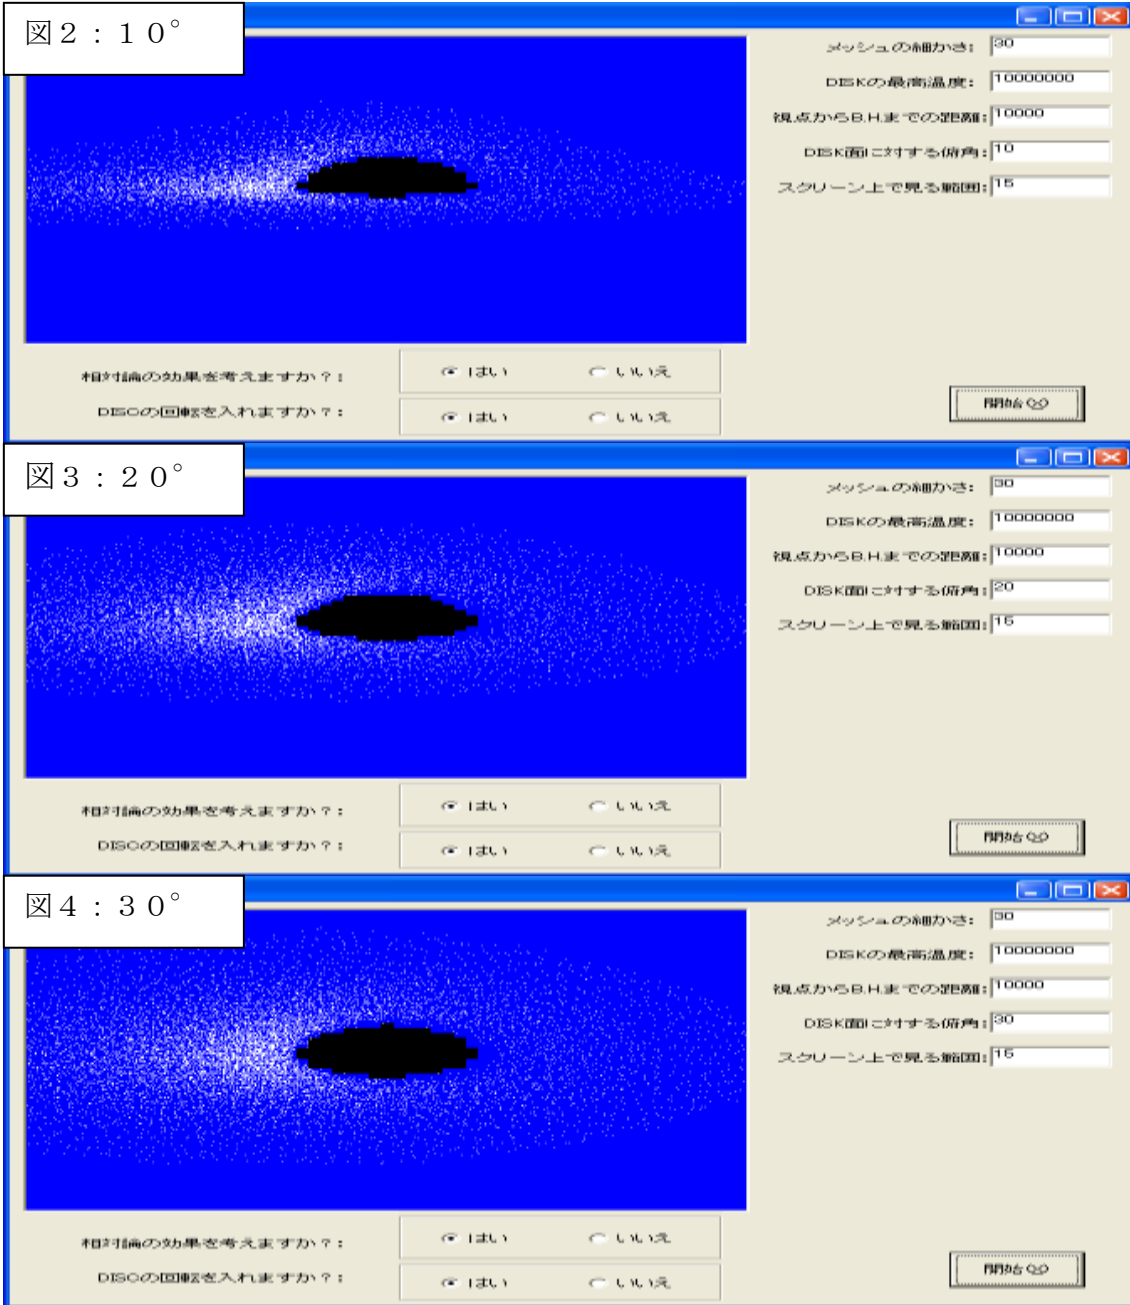 図2：10°
メッシュの細かさ： 30
DISKの最高温度： 10000000
視点からB.H.までの距離： 10000
DISK面に対する俯角： 10
スクリーン上で見る範囲： 15
相対論の効果を考えますか？： はい いいえ
DISCの回転を入れますか？： はい いいえ
開始(S)
図3：20°
メッシュの細かさ： 30
DISKの最高温度： 10000000
視点からB.H.までの距離： 10000
DISK面に対する俯角： 20
スクリーン上で見る範囲： 15
相対論の効果を考えますか？： はい いいえ
DISCの回転を入れますか？： はい いいえ
開始(S)
図4：30°
メッシュの細かさ： 30
DISKの最高温度： 10000000
視点からB.H.までの距離： 10000
DISK面に対する俯角： 30
スクリーン上で見る範囲： 15
相対論の効果を考えますか？： はい いいえ
DISCの回転を入れますか？： はい いいえ
開始(S)